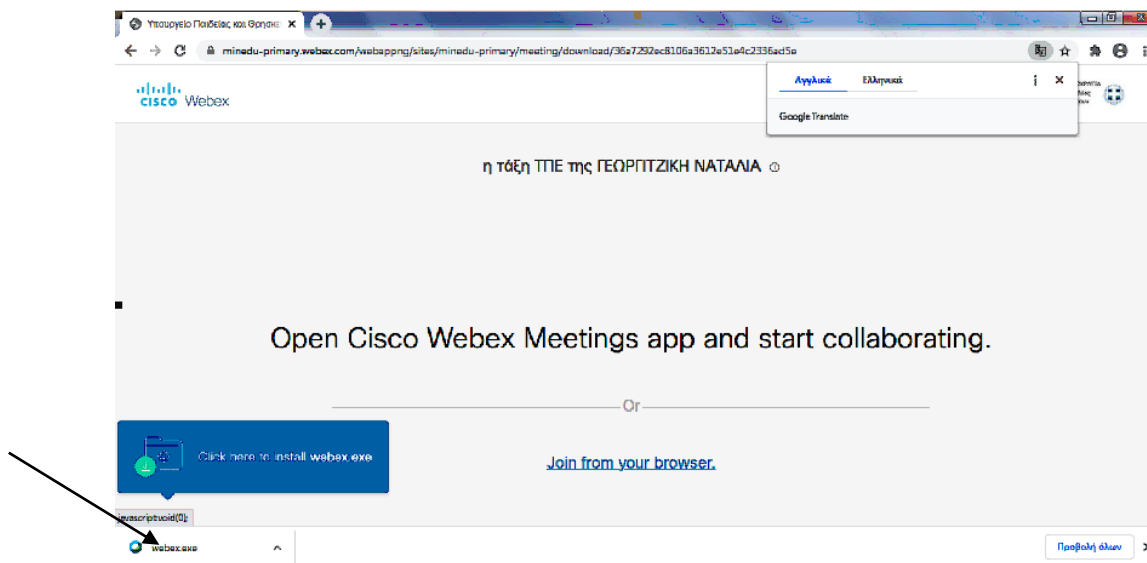 Υπουργείο Παιδείας και Θρησκε
minedu-primary.webex.com/webappng/sites/minedu-primary/meeting/download/36a7292ec8106a3612e51e4c2336ad5e
Αγγλικά Ελληνικά
Google Translate
CISCO Webex
η τάξη ΤΠΕ της ΓΕΩΡΓΙΤΖΙΚΗ ΝΑΤΑΛΙΑ
Open Cisco Webex Meetings app and start collaborating.
Or
Click here to install webex.exe
Join from your browser.
javascript:void(0);
webex.exe
Προβολή όλων